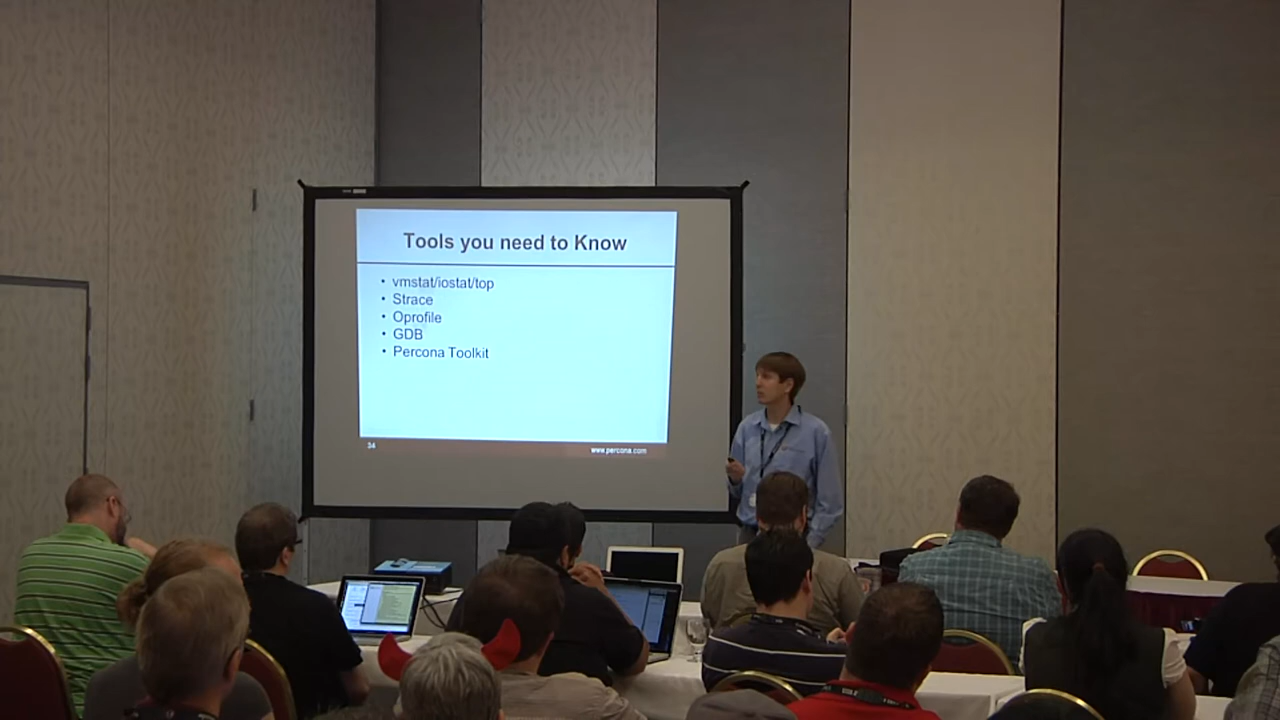 Tools you need to Know
• vmstat/iostat/top
• Strace
• Oprofile
• GDB
• Percona Toolkit
34
www.percona.com